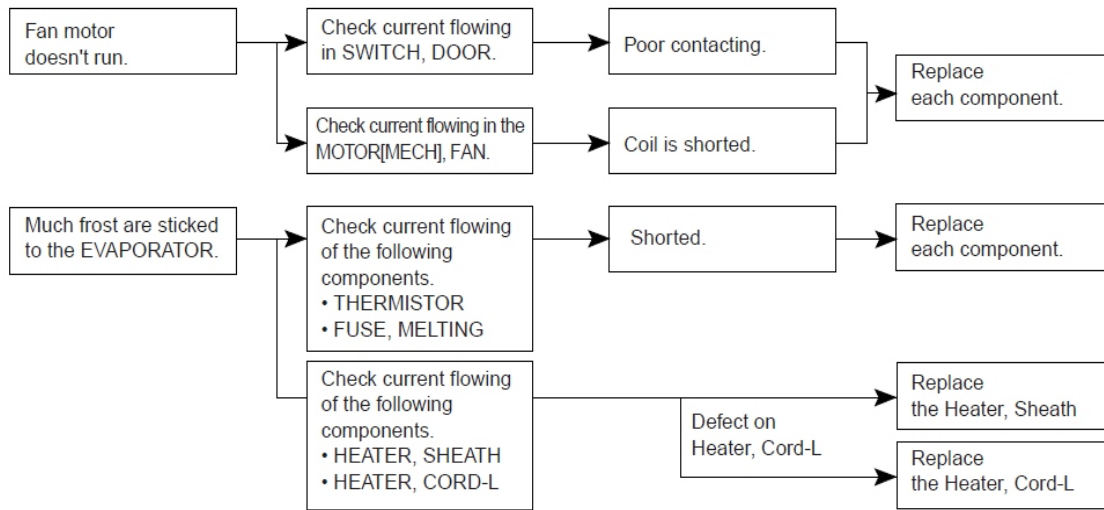 Fan motor
doesn't run.
Check current flowing
in SWITCH, DOOR.
Poor contacting.
Replace
each component.
Check current flowing in the
MOTOR[MECH], FAN.
Coil is shorted.
Much frost are sticked
to the EVAPORATOR.
Check current flowing
of the following
components.
• THERMISTOR
• FUSE, MELTING
Shorted.
Replace
each component.
Check current flowing
of the following
components.
• HEATER, SHEATH
• HEATER, CORD-L
Defect on
Heater, Cord-L
Replace
the Heater, Sheath
Replace
the Heater, Cord-L